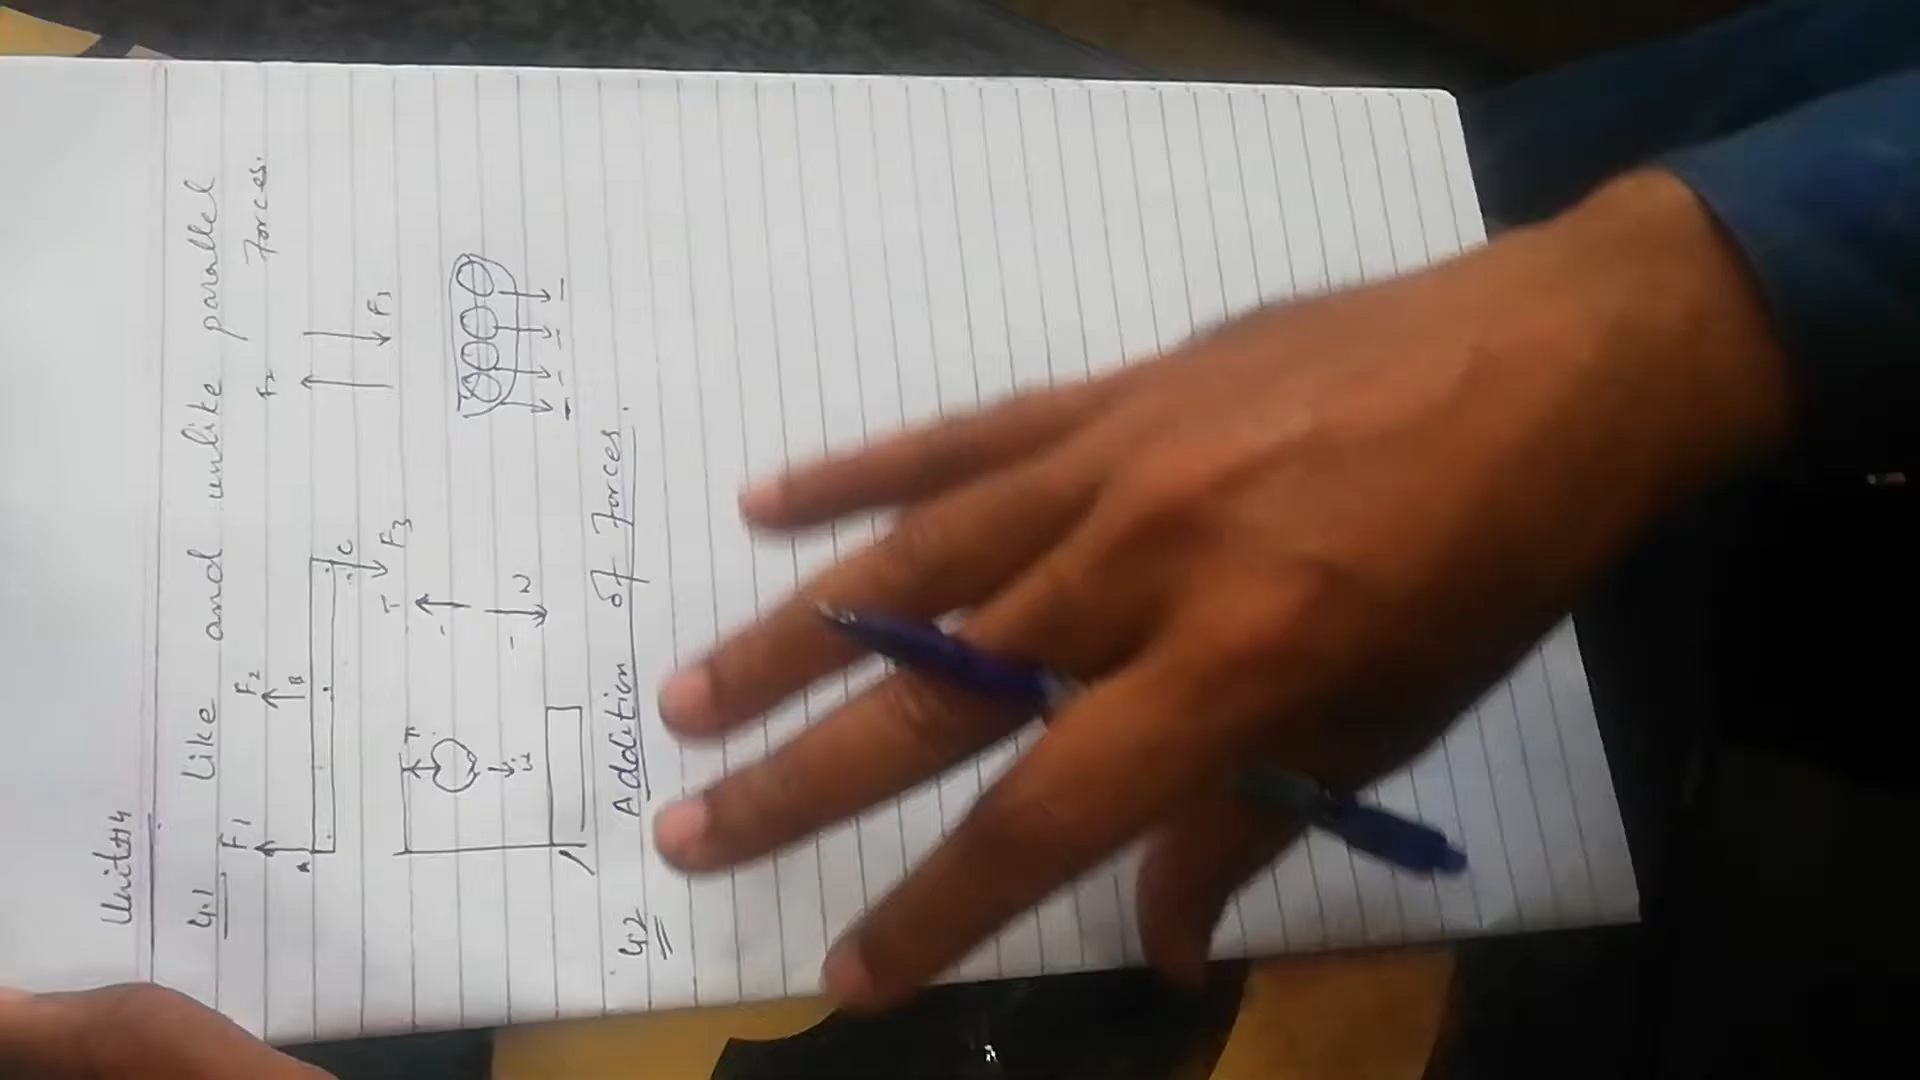 Unit#4
4.1 Like and unlike parallel
forces.
F1
F2
F2
A
B
C
F3
F1
T
T
W
W
4.2 Addition of forces.